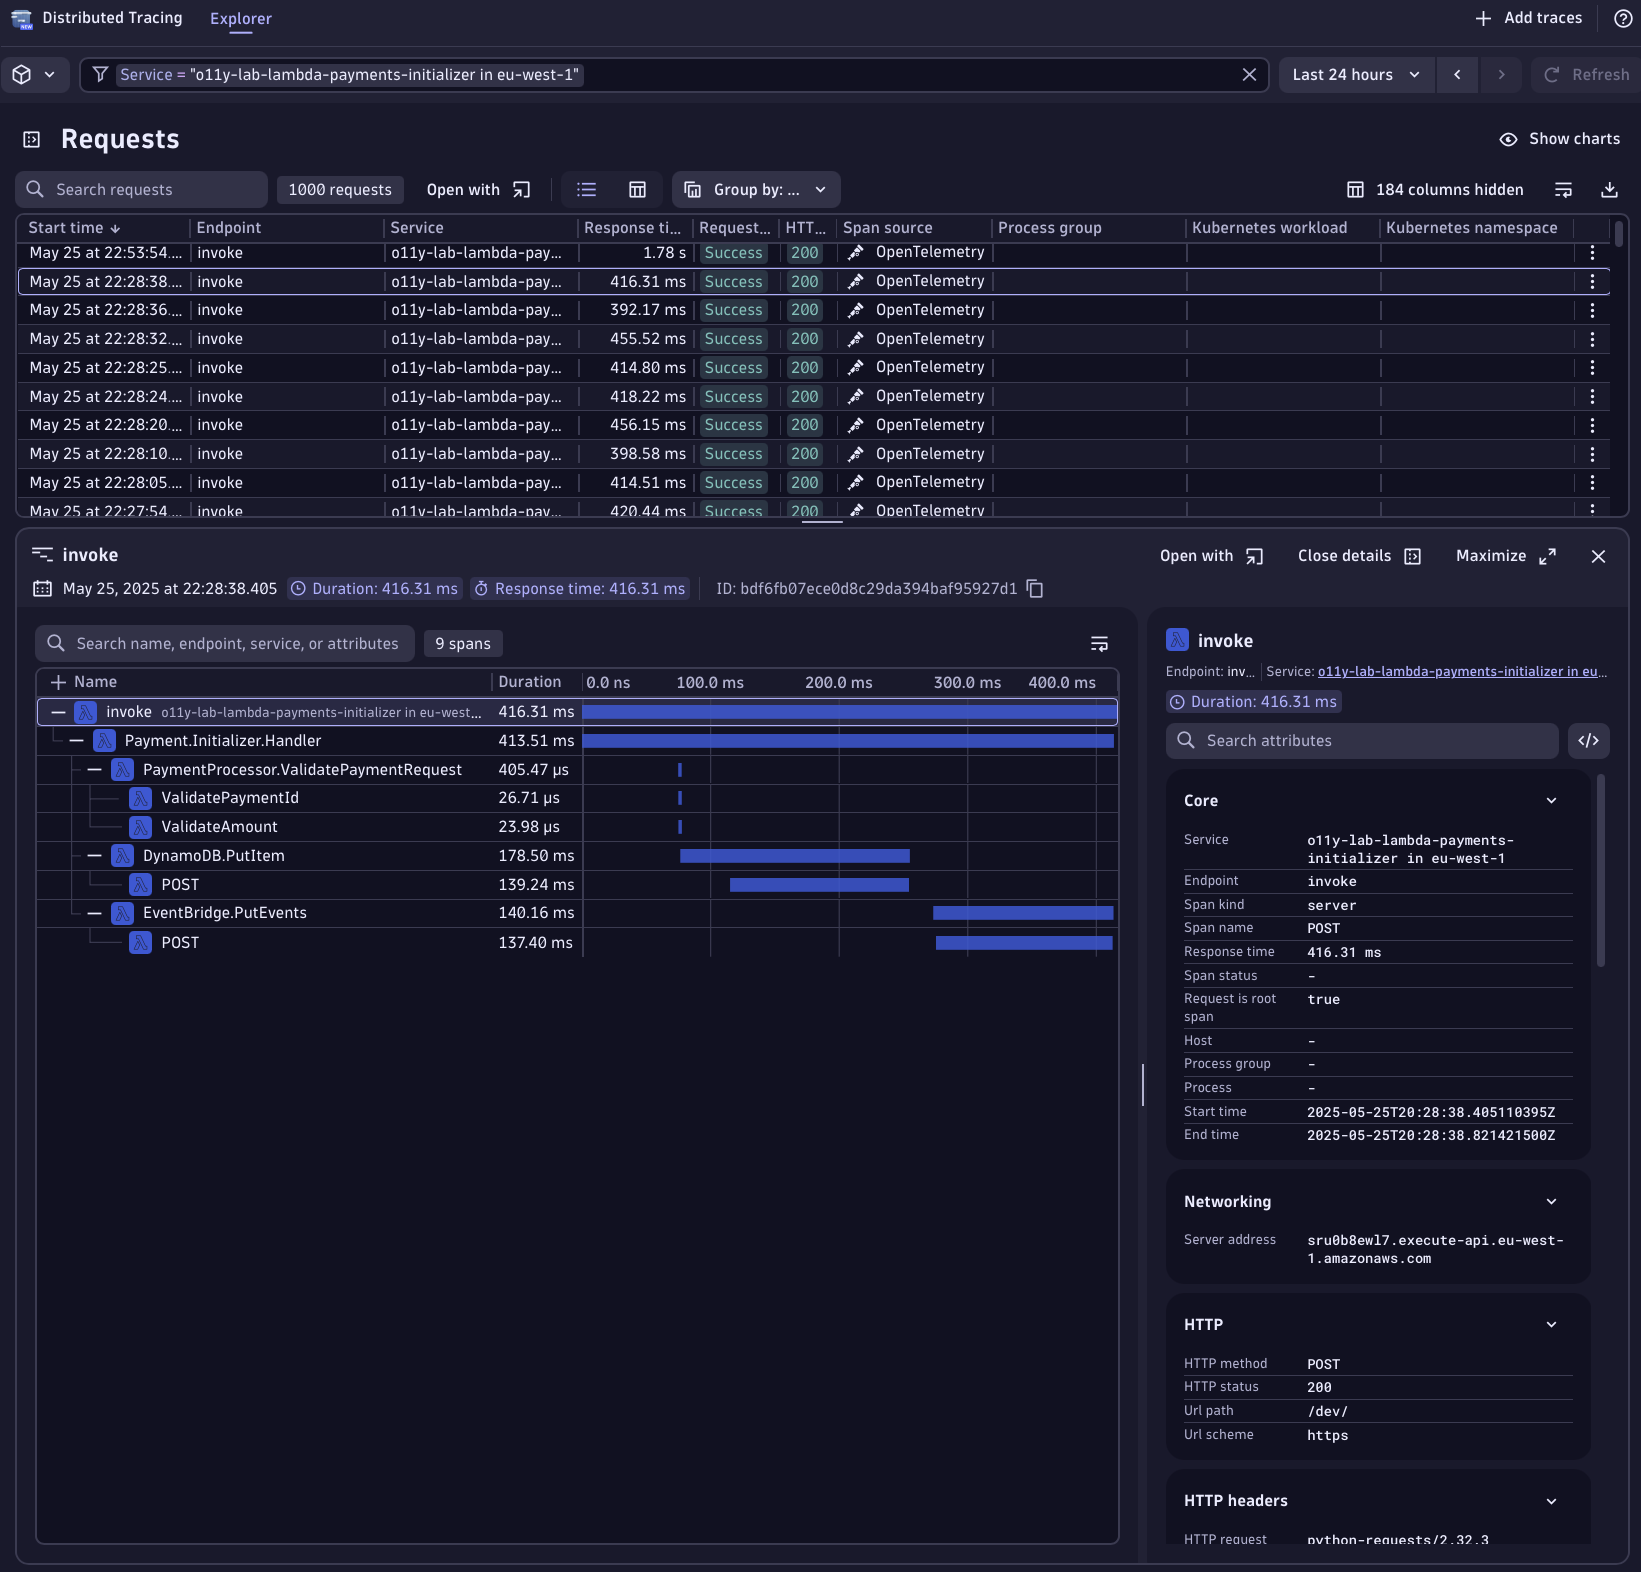 Distributed Tracing Explorer Add traces
NEW
Service = "o11y-lab-lambda-payments-initializer in eu-west-1" Last 24 hours Refresh
Requests Show charts
Search requests 1000 requests Open with Group by: ... 184 columns hidden
Start time Endpoint Service Response ti... Request... HTT... Span source Process group Kubernetes workload Kubernetes namespace
May 25 at 22:53:54.... invoke o11y-lab-lambda-pay... 1.78 s Success 200 OpenTelemetry
May 25 at 22:28:38.... invoke o11y-lab-lambda-pay... 416.31 ms Success 200 OpenTelemetry
May 25 at 22:28:36.... invoke o11y-lab-lambda-pay... 392.17 ms Success 200 OpenTelemetry
May 25 at 22:28:32.... invoke o11y-lab-lambda-pay... 455.52 ms Success 200 OpenTelemetry
May 25 at 22:28:25.... invoke o11y-lab-lambda-pay... 414.80 ms Success 200 OpenTelemetry
May 25 at 22:28:24.... invoke o11y-lab-lambda-pay... 418.22 ms Success 200 OpenTelemetry
May 25 at 22:28:20.... invoke o11y-lab-lambda-pay... 456.15 ms Success 200 OpenTelemetry
May 25 at 22:28:10.... invoke o11y-lab-lambda-pay... 398.58 ms Success 200 OpenTelemetry
May 25 at 22:28:05.... invoke o11y-lab-lambda-pay... 414.51 ms Success 200 OpenTelemetry
May 25 at 22:27:54.... invoke o11y-lab-lambda-pay... 420.44 ms Success 200 OpenTelemetry
invoke Open with Close details Maximize
May 25, 2025 at 22:28:38.405 Duration: 416.31 ms Response time: 416.31 ms ID: bdf6fb07ece0d8c29da394baf95927d1
Search name, endpoint, service, or attributes 9 spans
Name Duration 0.0 ns 100.0 ms 200.0 ms 300.0 ms 400.0 ms
invoke o11y-lab-lambda-payments-initializer in eu-west... 416.31 ms
Payment.Initializer.Handler 413.51 ms
PaymentProcessor.ValidatePaymentRequest 405.47 µs
ValidatePaymentId 26.71 µs
ValidateAmount 23.98 µs
DynamoDB.PutItem 178.50 ms
POST 139.24 ms
EventBridge.PutEvents 140.16 ms
POST 137.40 ms
invoke
Endpoint: inv... Service: o11y-lab-lambda-payments-initializer in eu...
Duration: 416.31 ms
Search attributes
Core
Service o11y-lab-lambda-payments-
initializer in eu-west-1
Endpoint invoke
Span kind server
Span name POST
Response time 416.31 ms
Span status -
Request is root true
span
Host -
Process group -
Process -
Start time 2025-05-25T20:28:38.405110395Z
End time 2025-05-25T20:28:38.821421500Z
Networking
Server address sru0b8ewl7.execute-api.eu-west-
1.amazonaws.com
HTTP
HTTP method POST
HTTP status 200
Url path /dev/
Url scheme https
HTTP headers
HTTP request python-requests/2.32.3